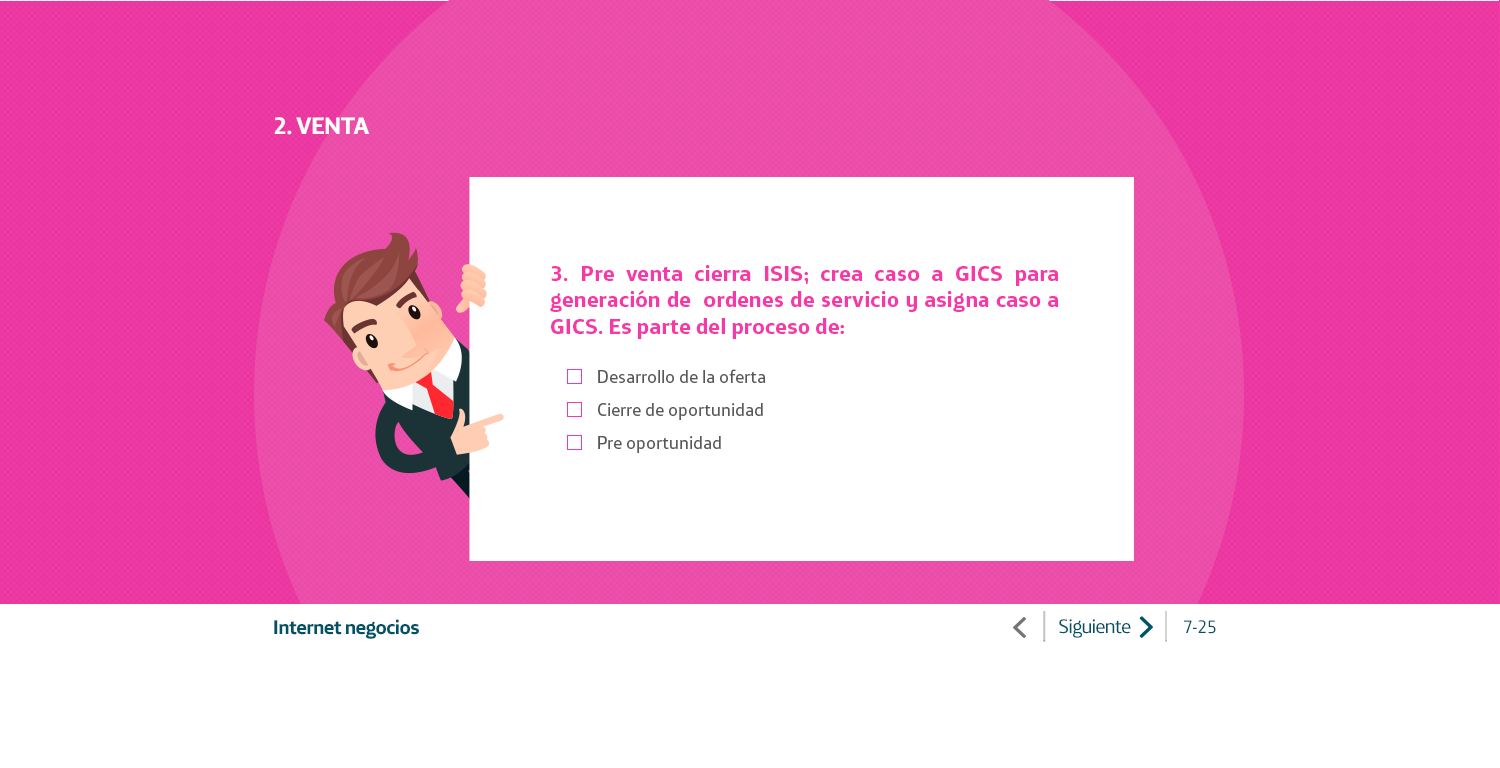 2. VENTA
3. Pre venta cierra ISIS; crea caso a GICS para
generación de ordenes de servicio y asigna caso a
GICS. Es parte del proceso de:
Desarrollo de la oferta
Cierre de oportunidad
Pre oportunidad
Internet negocios
Siguiente
7-25